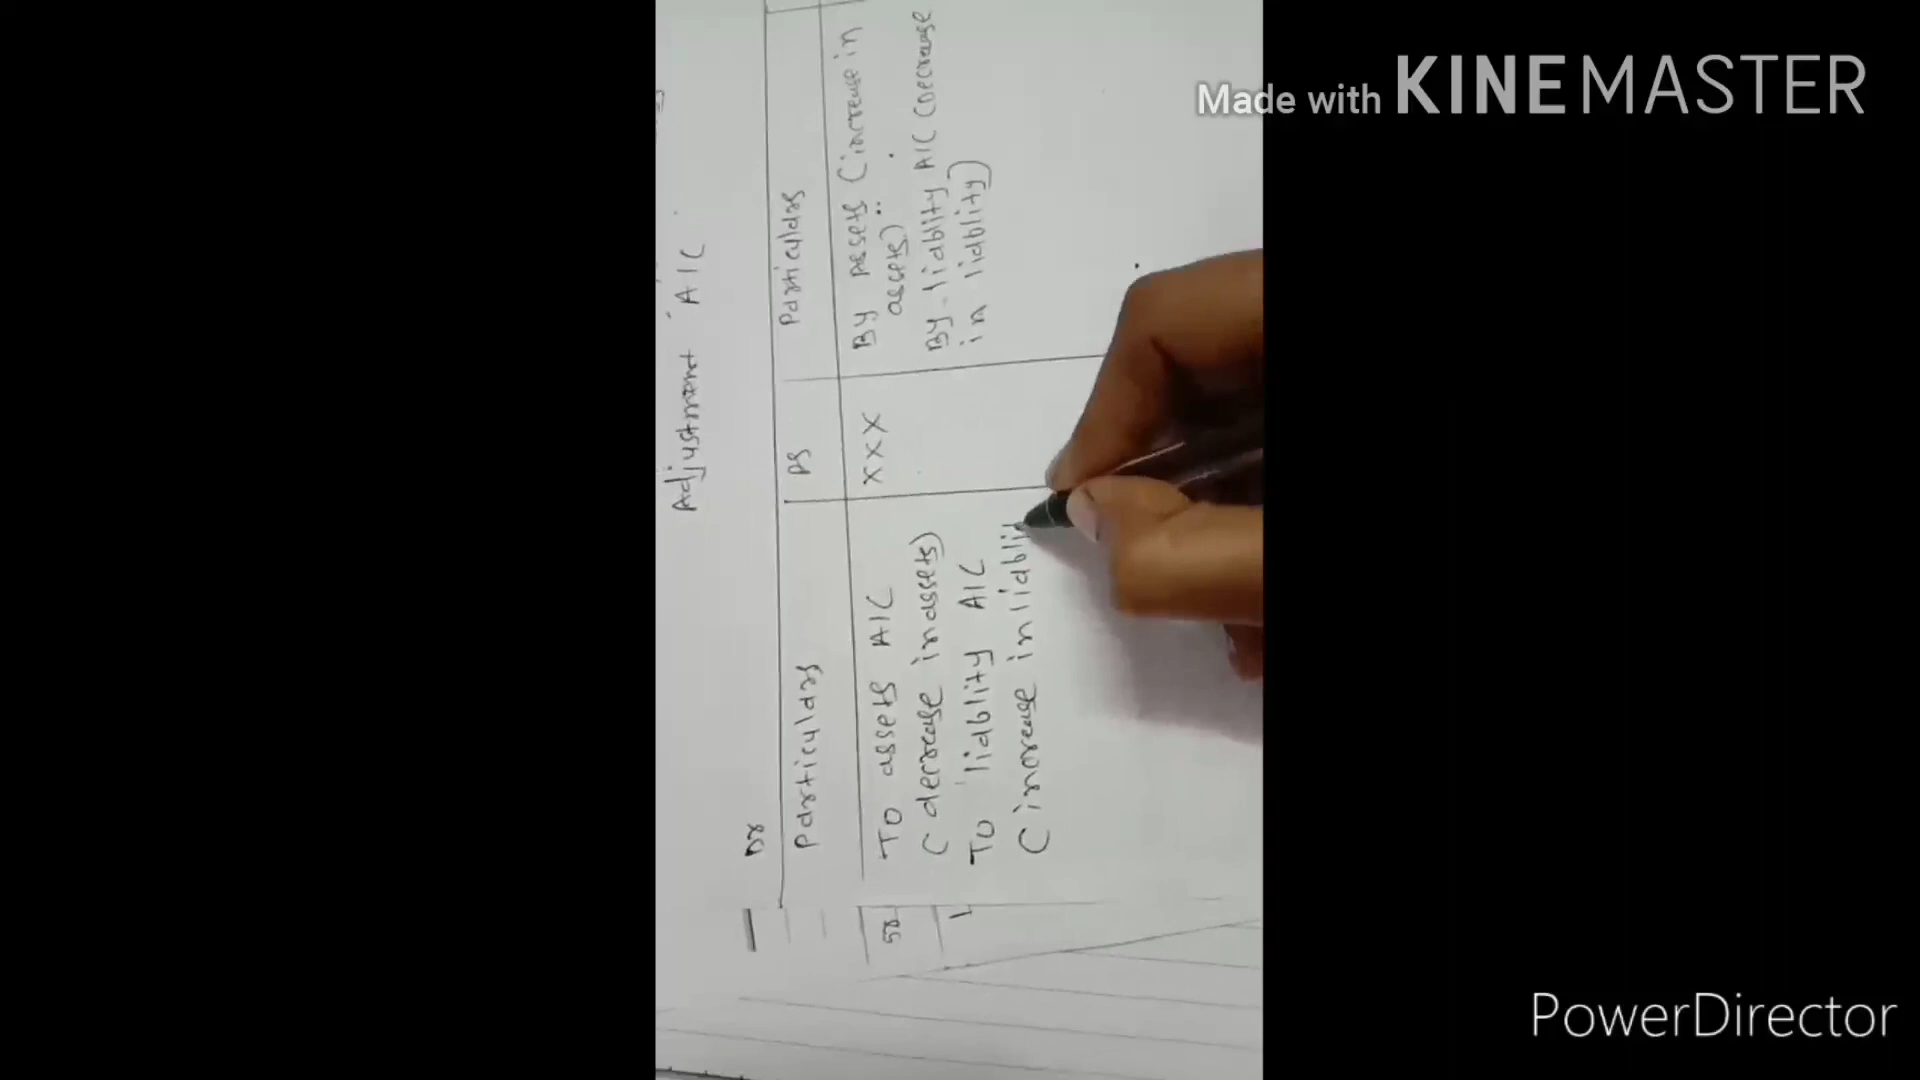 Made with KINEMASTER
Adjustment A/C
Dr
Particulars
Rs
Particulars
To assets A/C
(decrease in assets)
To liablity A/C
(increase in liabli
XXX
By Assets (increase in
assets)
By liablity A/C (Decrease
in liablity)
PowerDirector